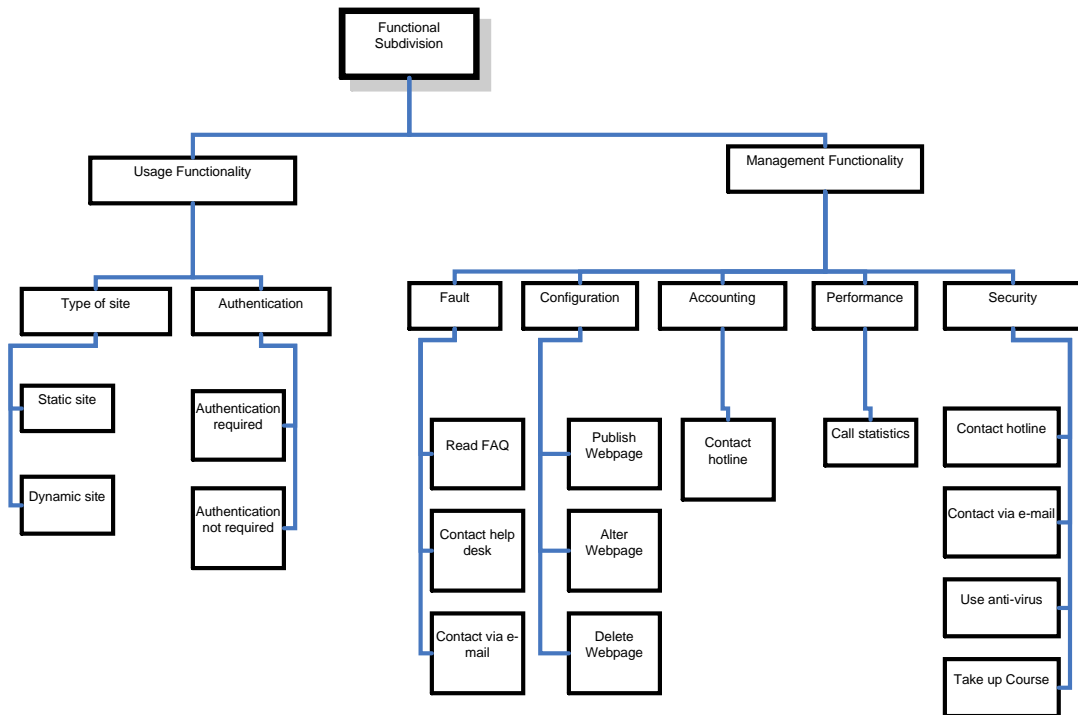 Functional
Subdivision
Usage Functionality
Management Functionality
Type of site
Authentication
Fault
Configuration
Accounting
Performance
Security
Static site
Dynamic site
Authentication
required
Authentication
not required
Read FAQ
Contact help
desk
Contact via e-
mail
Publish
Webpage
Alter
Webpage
Delete
Webpage
Contact
hotline
Call statistics
Contact hotline
Contact via e-mail
Use anti-virus
Take up Course